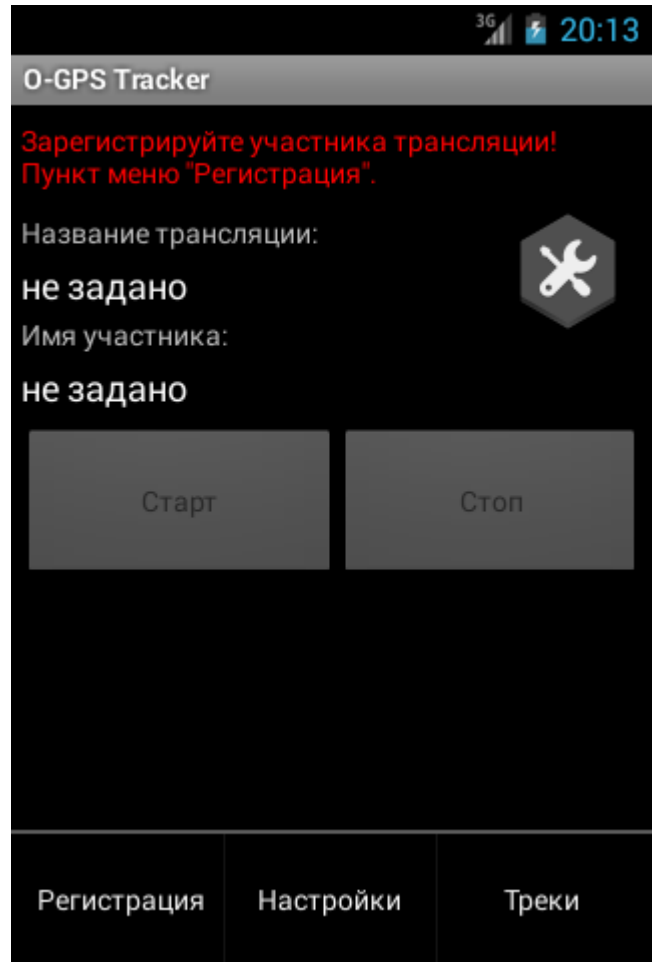 3G 20:13
O-GPS Tracker
Зарегистрируйте участника трансляции!
Пункт меню "Регистрация".
Название трансляции:
не задано
Имя участника:
не задано
Старт Стоп
Регистрация Настройки Треки